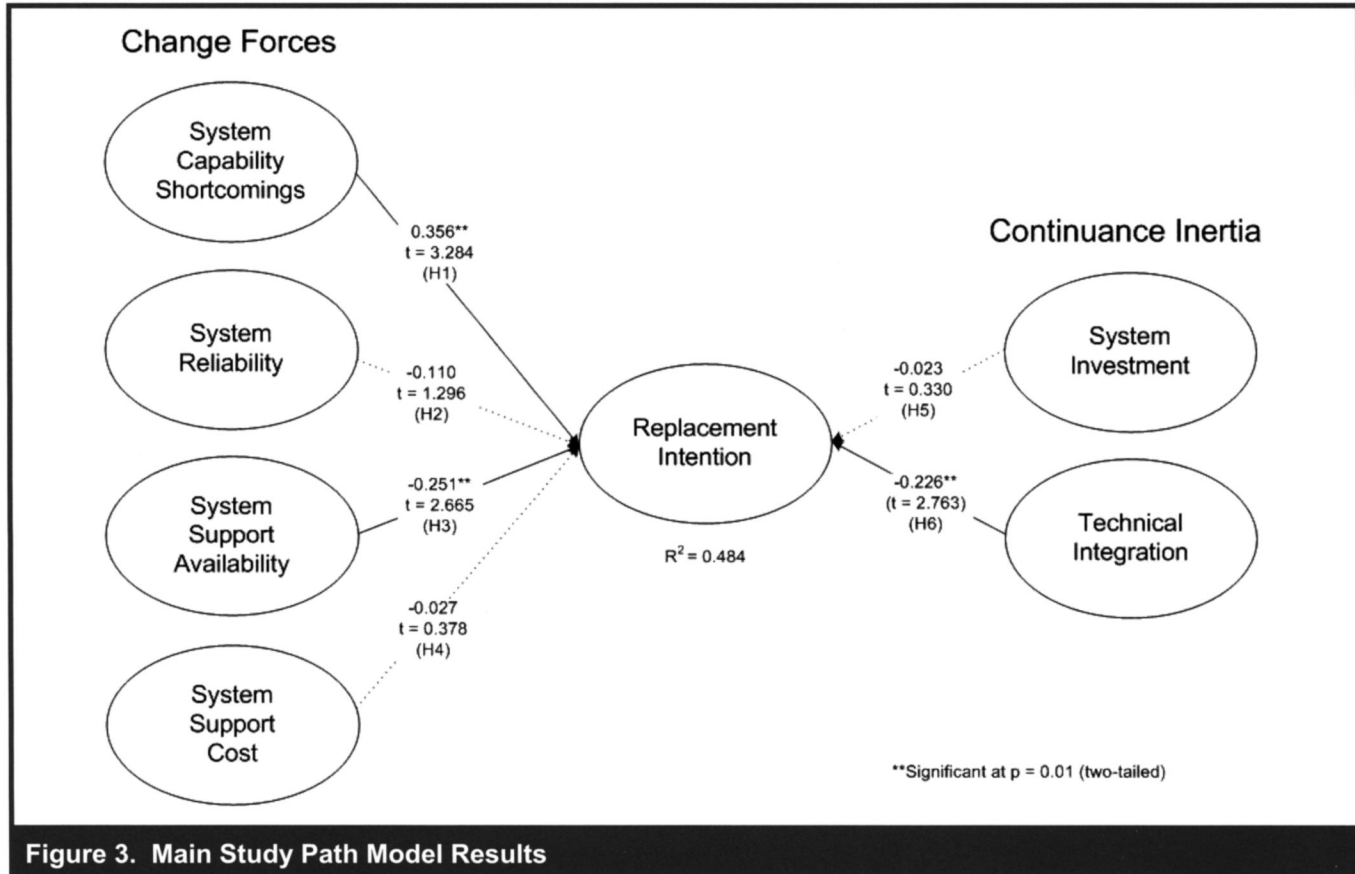 Change Forces
System
Capability
Shortcomings
0.356**
t = 3.284
(H1)
System
Reliability
-0.110
t = 1.296
(H2)
System
Support
Availability
-0.251**
t = 2.665
(H3)
System
Support
Cost
-0.027
t = 0.378
(H4)
Replacement
Intention
R² = 0.484
Continuance Inertia
System
Investment
-0.023
t = 0.330
(H5)
Technical
Integration
-0.226**
(t = 2.763)
(H6)
**Significant at p = 0.01 (two-tailed)
Figure 3. Main Study Path Model Results